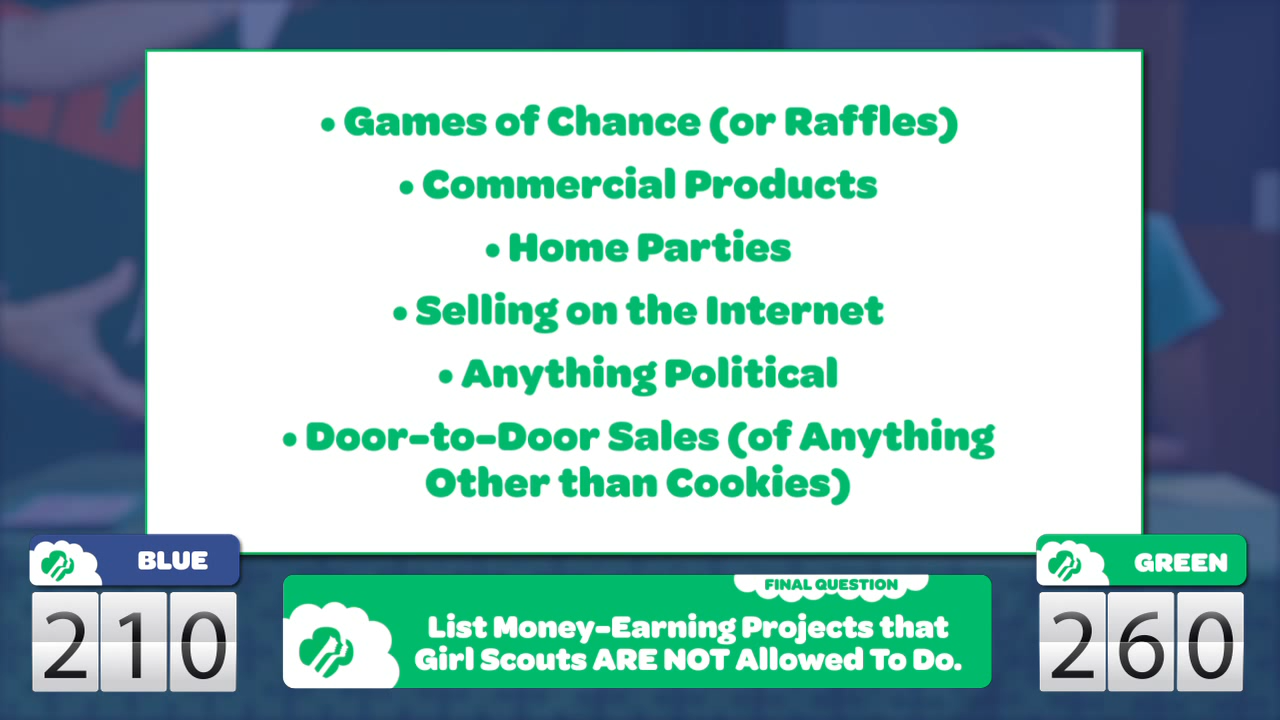 • Games of Chance (or Raffles)
• Commercial Products
• Home Parties
• Selling on the Internet
• Anything Political
• Door-to-Door Sales (of Anything
Other than Cookies)
BLUE
210
FINAL QUESTION
List Money-Earning Projects that
Girl Scouts ARE NOT Allowed To Do.
GREEN
260